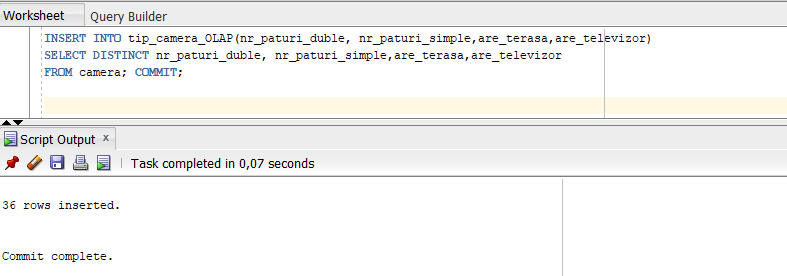 Worksheet Query Builder
INSERT INTO tip_camera_OLAP(nr_paturi_duble, nr_paturi_simple,are_terasa,are_televizor)
SELECT DISTINCT nr_paturi_duble, nr_paturi_simple,are_terasa,are_televizor
FROM camera; COMMIT;
Script Output x
Task completed in 0,07 seconds
36 rows inserted.
Commit complete.